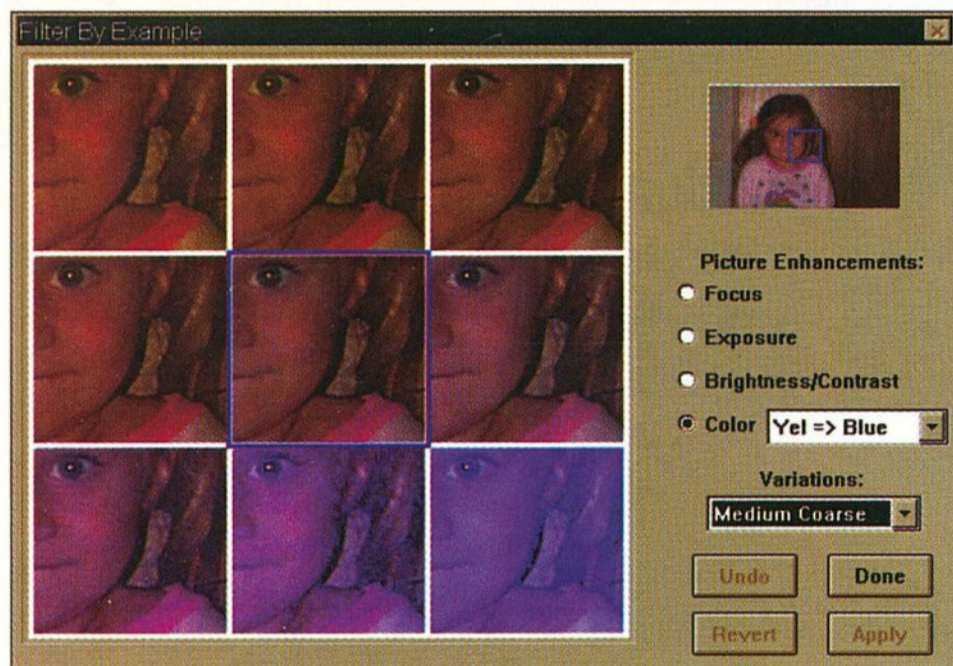 Filter By Example
Picture Enhancements:
Focus
Exposure
Brightness/Contrast
Color Yel => Blue
Variations:
Medium Coarse
Undo Done
Revert Apply